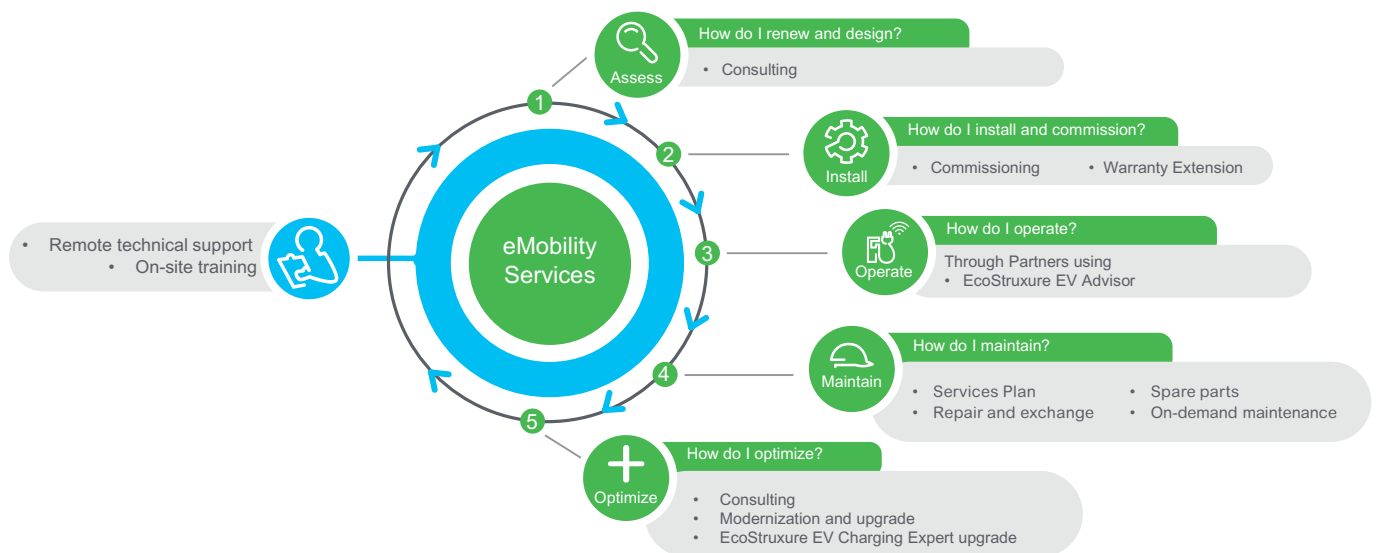 How do I renew and design?
Assess
• Consulting
1
How do I install and commission?
2
Install
• Commissioning • Warranty Extension
eMobility
Services
• Remote technical support
• On-site training
3
How do I operate?
Operate
Through Partners using
• EcoStruxure EV Advisor
4
How do I maintain?
Maintain
• Services Plan • Spare parts
• Repair and exchange • On-demand maintenance
5
How do I optimize?
Optimize
• Consulting
• Modernization and upgrade
• EcoStruxure EV Charging Expert upgrade